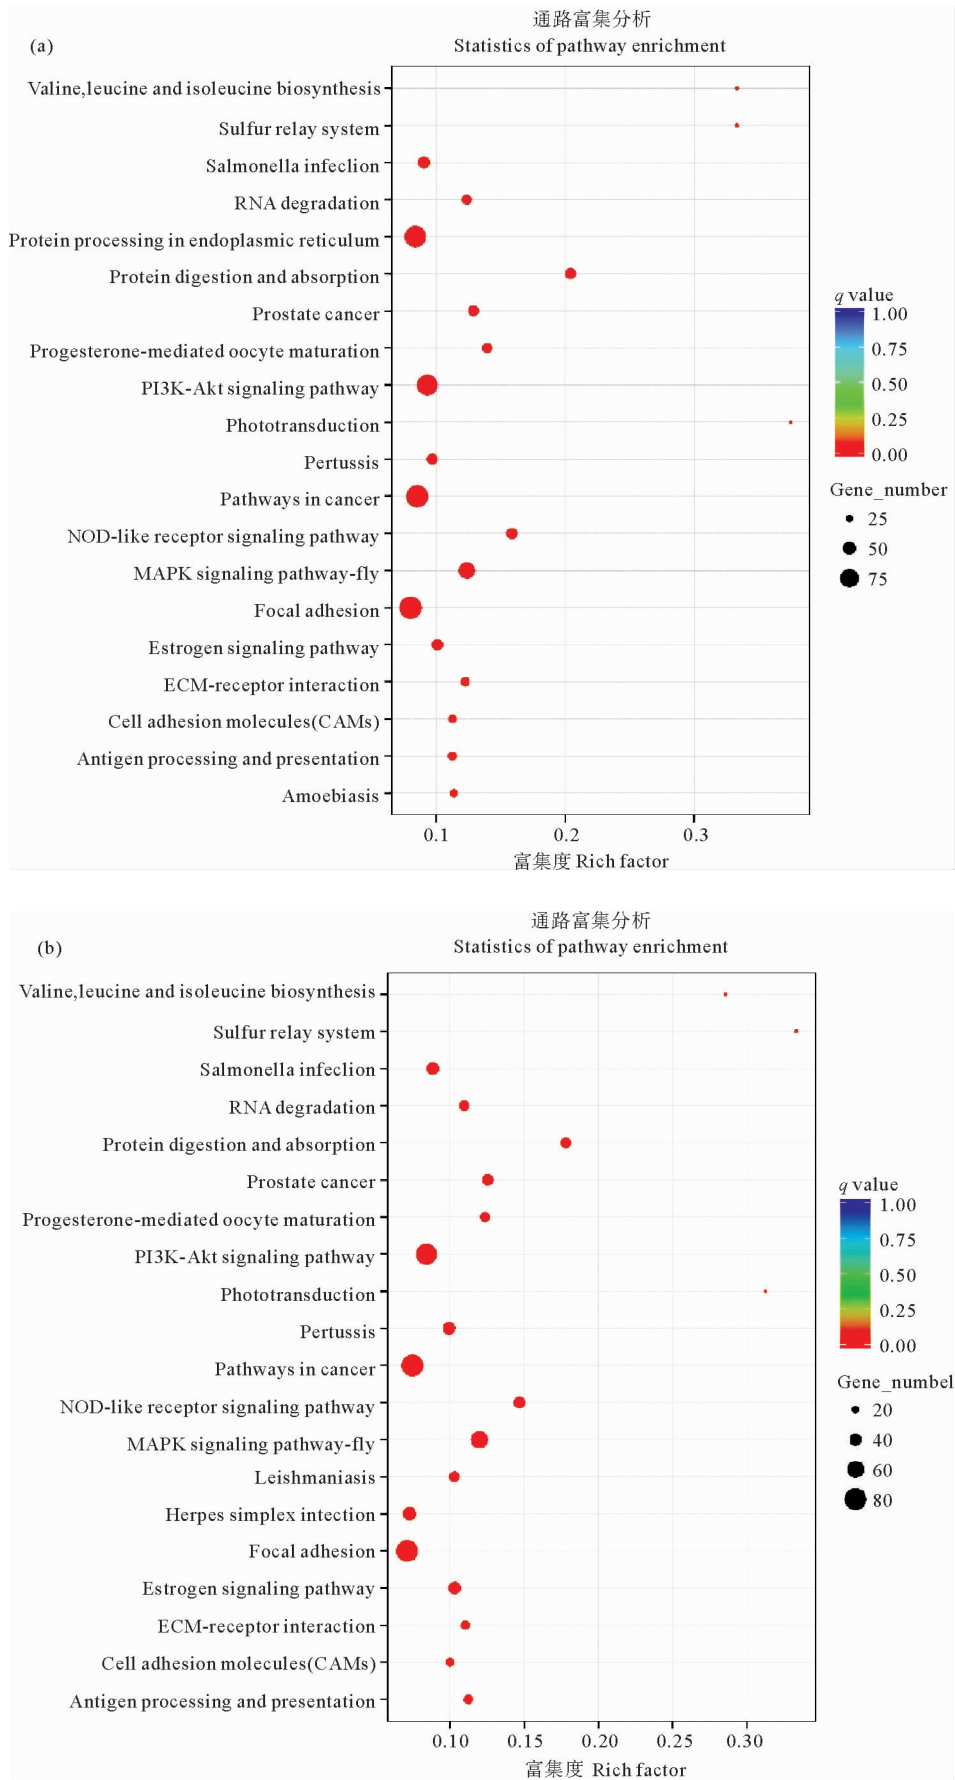 通路富集分析
(a)
Statistics of pathway enrichment
Valine,leucine and isoleucine biosynthesis
Sulfur relay system
Salmonella infeclion
RNA degradation
Protein processing in endoplasmic reticulum
Protein digestion and absorption
Prostate cancer
Progesterone-mediated oocyte maturation
PI3K-Akt signaling pathway
Phototransduction
Pertussis
Pathways in cancer
NOD-like receptor signaling pathway
MAPK signaling pathway-fly
Focal adhesion
Estrogen signaling pathway
ECM-receptor interaction
Cell adhesion molecules(CAMs)
Antigen processing and presentation
Amoebiasis
0.1 0.2 0.3
富集度 Rich factor
q value
1.00
0.75
0.50
0.25
0.00
Gene_number
25
50
75
通路富集分析
(b)
Statistics of pathway enrichment
Valine,leucine and isoleucine biosynthesis
Sulfur relay system
Salmonella infeclion
RNA degradation
Protein digestion and absorption
Prostate cancer
Progesterone-mediated oocyte maturation
PI3K-Akt signaling pathway
Phototransduction
Pertussis
Pathways in cancer
NOD-like receptor signaling pathway
MAPK signaling pathway-fly
Leishmaniasis
Herpes simplex intection
Focal adhesion
Estrogen signaling pathway
ECM-receptor interaction
Cell adhesion molecules(CAMs)
Antigen processing and presentation
0.10 0.15 0.20 0.25 0.30
富集度 Rich factor
q value
1.00
0.75
0.50
0.25
0.00
Gene_numbel
20
40
60
80